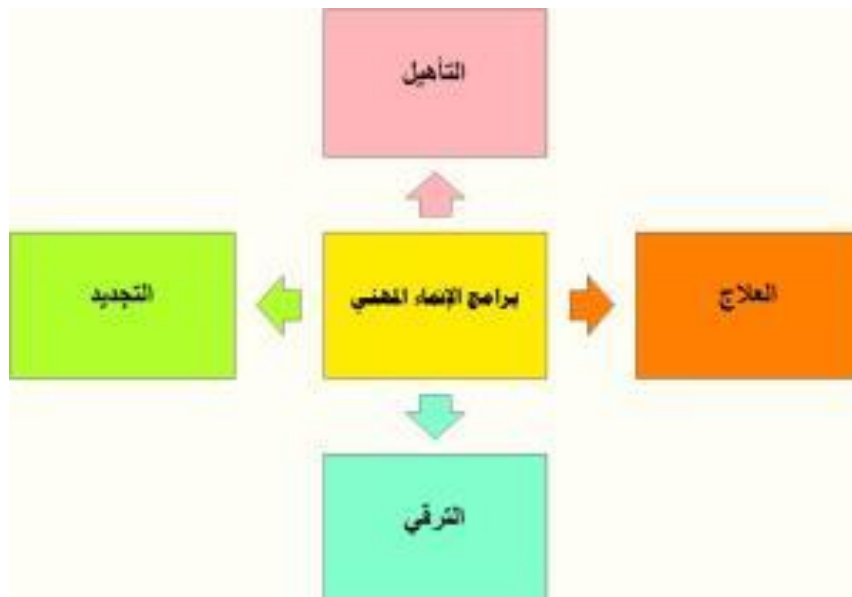 التأهيل
العلاج
برامج الإنماء المهني
التجديد
الترقي